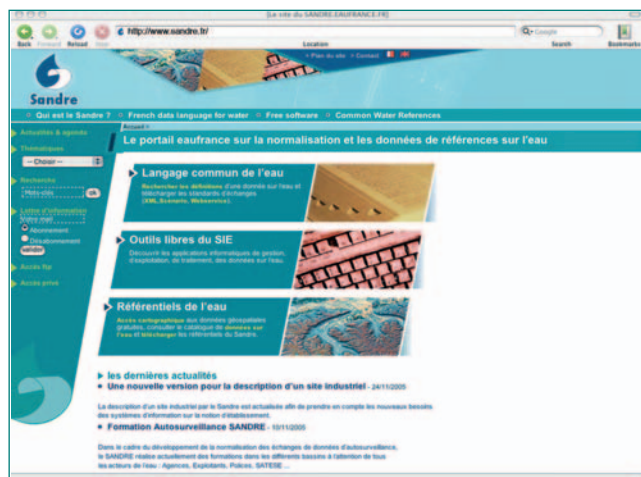 [Le site du SANDRE.EAUFRANCE.FR]
http://www.sandre.fr/
Google
Back Forward Reload Stop Location Search Bookmarks
Plan du site Contact
Sandre
Qui est le Sandre ? French data language for water Free software Common Water References
Accueil >
Actualités & agenda
Le portail eaufrance sur la normalisation et les données de références sur l'eau
Thématiques
-- Choisir --
Recherche
Mots-clés ok
Lettre d'information
Votre mail
Abonnement
Désabonnement
valider
Accès ftp
Accès privé
Langage commun de l'eau
Rechercher les définitions d'une donnée sur l'eau et
télécharger les standards d'échanges
(XML,Scenario, Webservice).
Outils libres du SIE
Découvrir les applications informatiques de gestion,
d'exploitation, de traitement, des données sur l'eau.
Référentiels de l'eau
Accès cartographique aux données géospatiales
gratuites, consulter le catalogue de données sur
l'eau et télécharger les référentiels du Sandre.
les dernières actualités
Une nouvelle version pour la description d'un site industriel - 24/11/2005
La description d'un site industriel par le Sandre est actualisée afin de prendre en compte les nouveaux besoins
des systèmes d'information sur la notion d'établissement.
Formation Autosurveillance SANDRE - 10/11/2005
Dans le cadre du développement de la normalisation des échanges de données d'autosurveillance,
le SANDRE réalise actuellement des formations dans les différents bassins à l'attention de tous
les acteurs de l'eau : Agences, Exploitants, Polices, SATESE ...